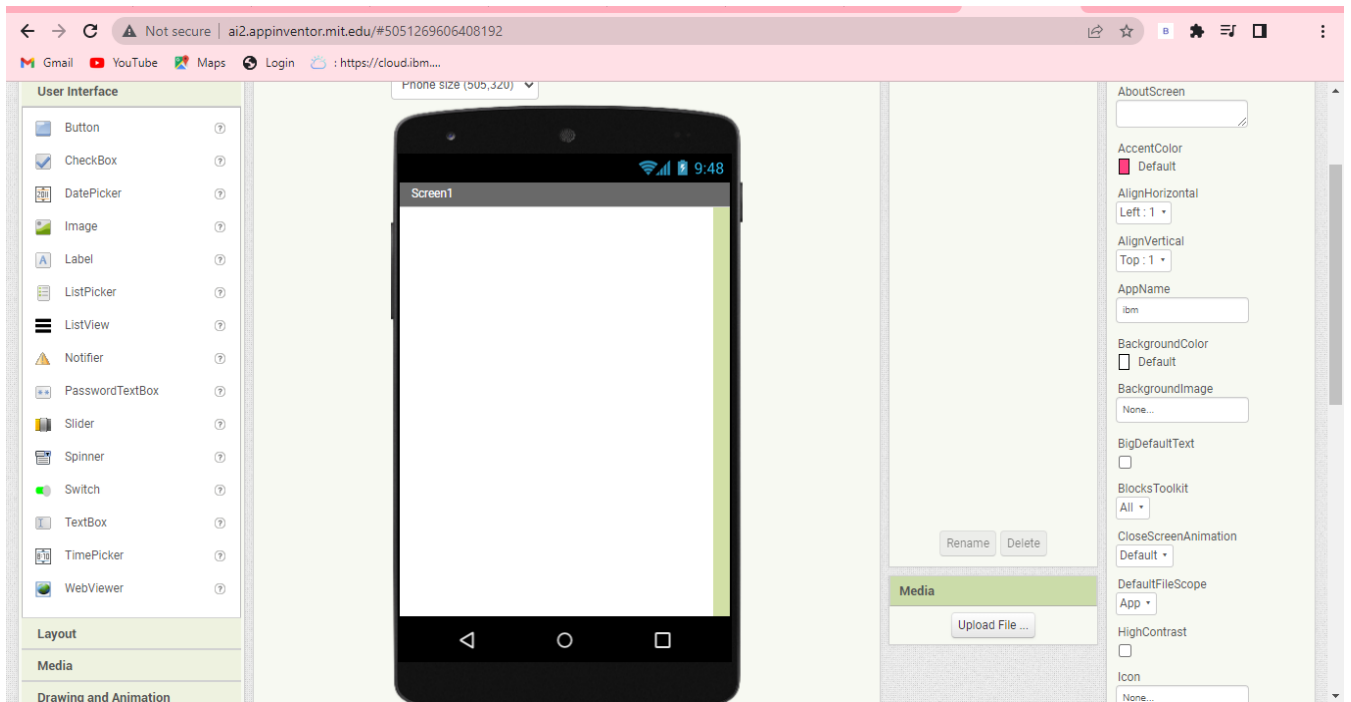 Not secure | ai2.appinventor.mit.edu/#5051269606408192
B
Gmail YouTube Maps Login : https://cloud.ibm....
User Interface
Button ?
CheckBox ?
DatePicker ?
Image ?
A Label ?
ListPicker ?
ListView ?
Notifier ?
PasswordTextBox ?
Slider ?
Spinner ?
Switch ?
TextBox ?
TimePicker ?
WebViewer ?
Layout
Media
Drawing and Animation
Phone size (505,320)
9:48
Screen1
Rename Delete
Media
Upload File ...
AboutScreen
AccentColor
Default
AlignHorizontal
Left : 1
AlignVertical
Top : 1
AppName
ibm
BackgroundColor
Default
BackgroundImage
None...
BigDefaultText
BlocksToolkit
All
CloseScreenAnimation
Default
DefaultFileScope
App
HighContrast
Icon
None...